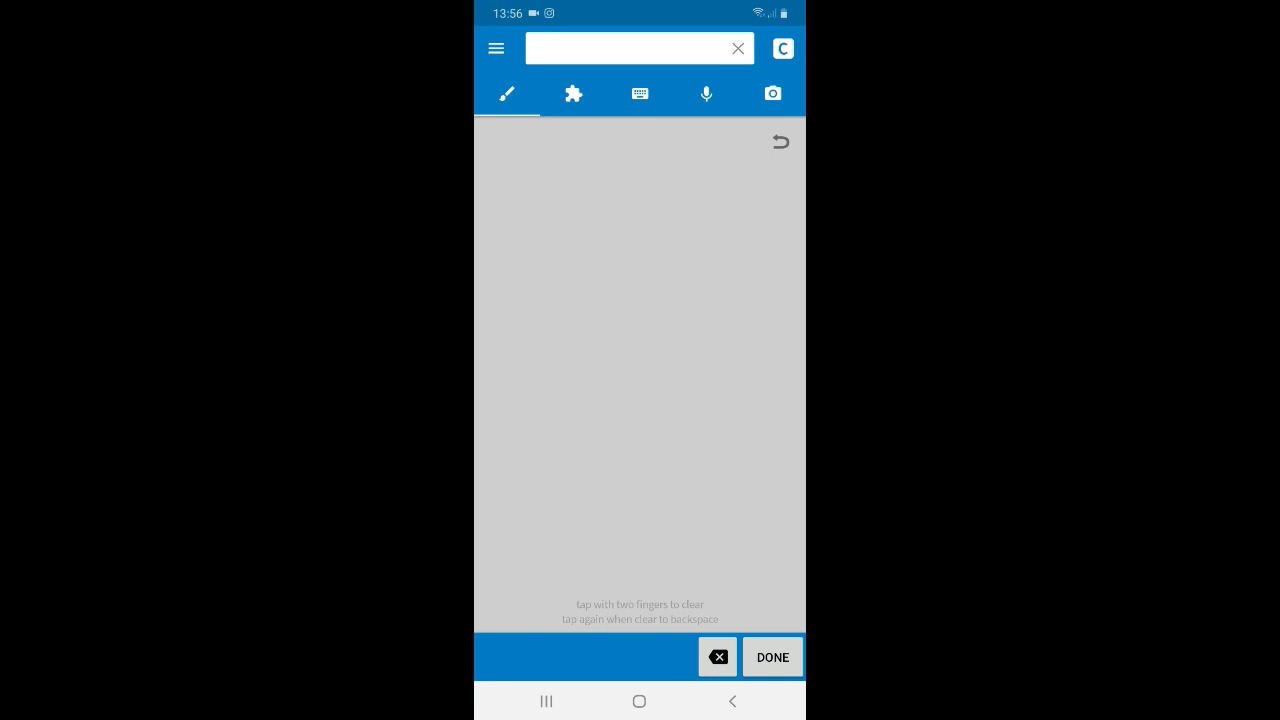 13:56
C
tap with two fingers to clear
tap again when clear to backspace
DONE